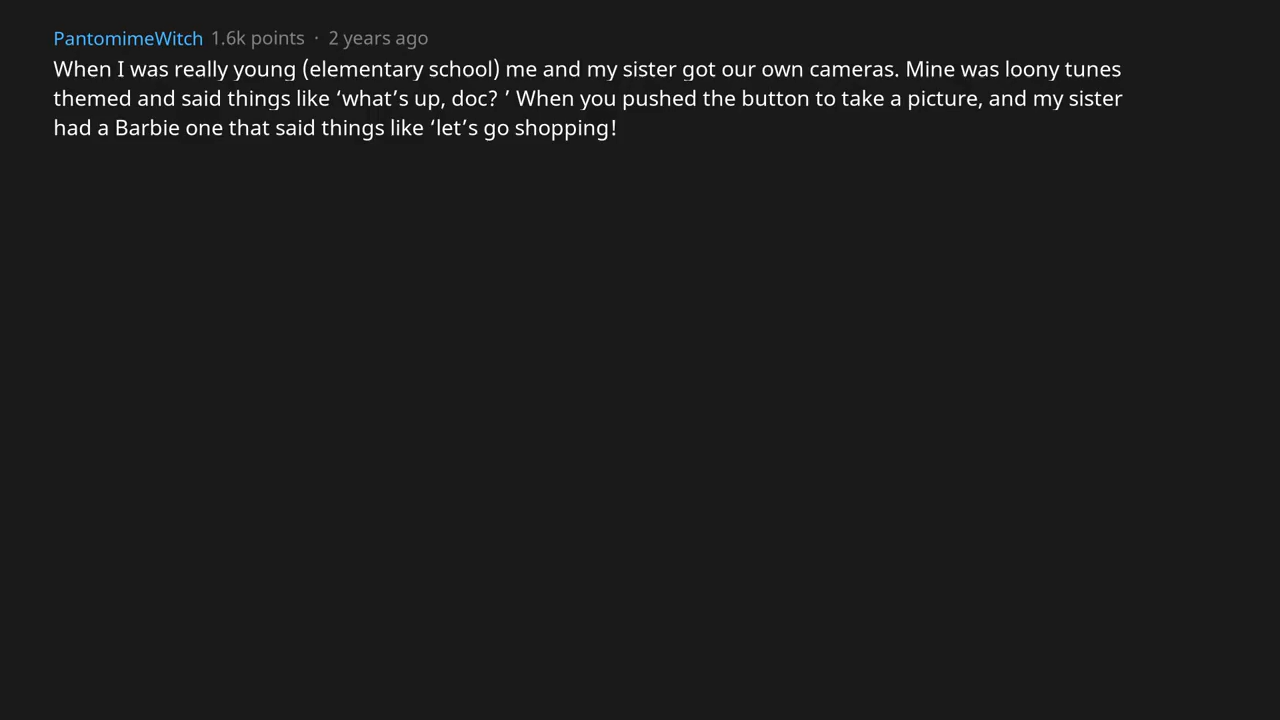 PantomimeWitch 1.6k points · 2 years ago
When I was really young (elementary school) me and my sister got our own cameras. Mine was loony tunes
themed and said things like ‘what’s up, doc? ’ When you pushed the button to take a picture, and my sister
had a Barbie one that said things like ‘let’s go shopping!